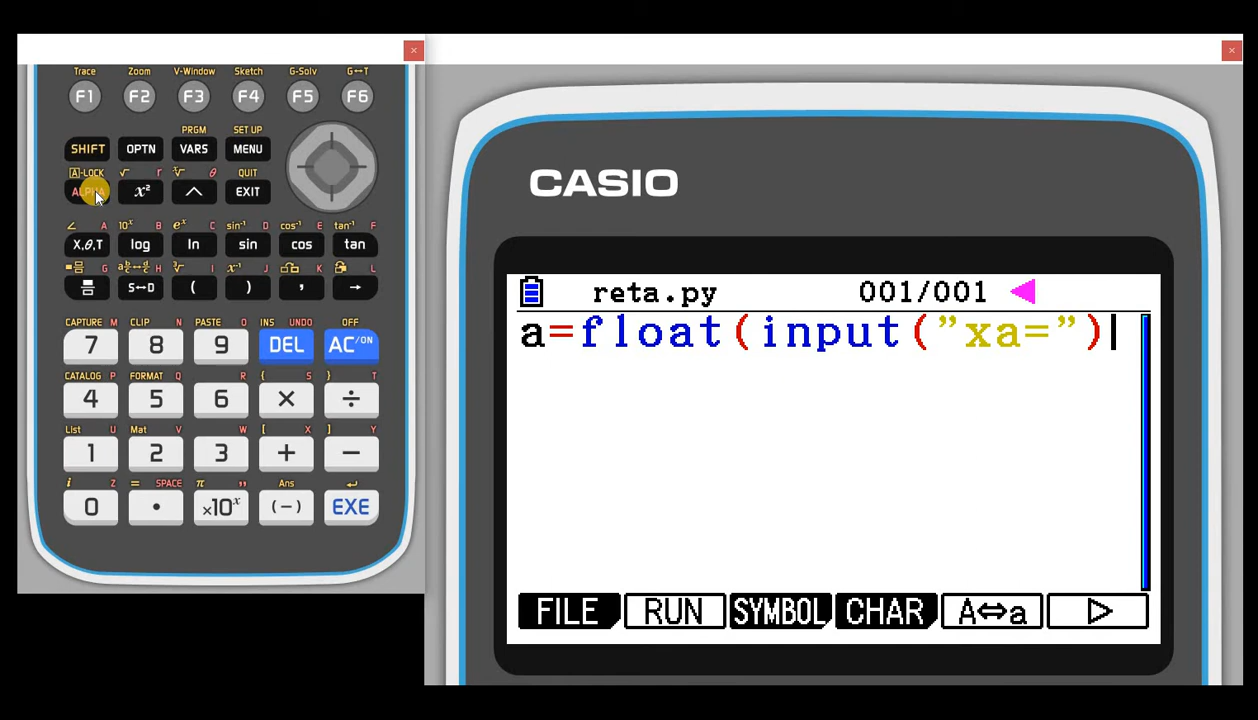 Trace Zoom V-Window Sketch G-Solv G↔T
F1 F2 F3 F4 F5 F6
PRGM SET UP
SHIFT OPTN VARS MENU
A-LOCK √ r ˣ√ θ QUIT
ALPHA x² ^ EXIT
∠ A 10ˣ B eˣ C sin⁻¹ D cos⁻¹ E tan⁻¹ F
X,θ,T log ln sin cos tan
G a b/c↔d/c H ³√ I x⁻¹ J K L
S↔D ( ) , →
CAPTURE M CLIP N PASTE O INS UNDO OFF
7 8 9 DEL AC/ON
CATALOG P FORMAT Q R { S } T
4 5 6 × ÷
List U Mat V W [ X ] Y
1 2 3 + −
i Z = SPACE π " Ans ↵
0 . ×10ˣ (−) EXE
CASIO
reta.py 001/001
a=float(input("xa=")
FILE RUN SYMBOL CHAR A⇔a ▷